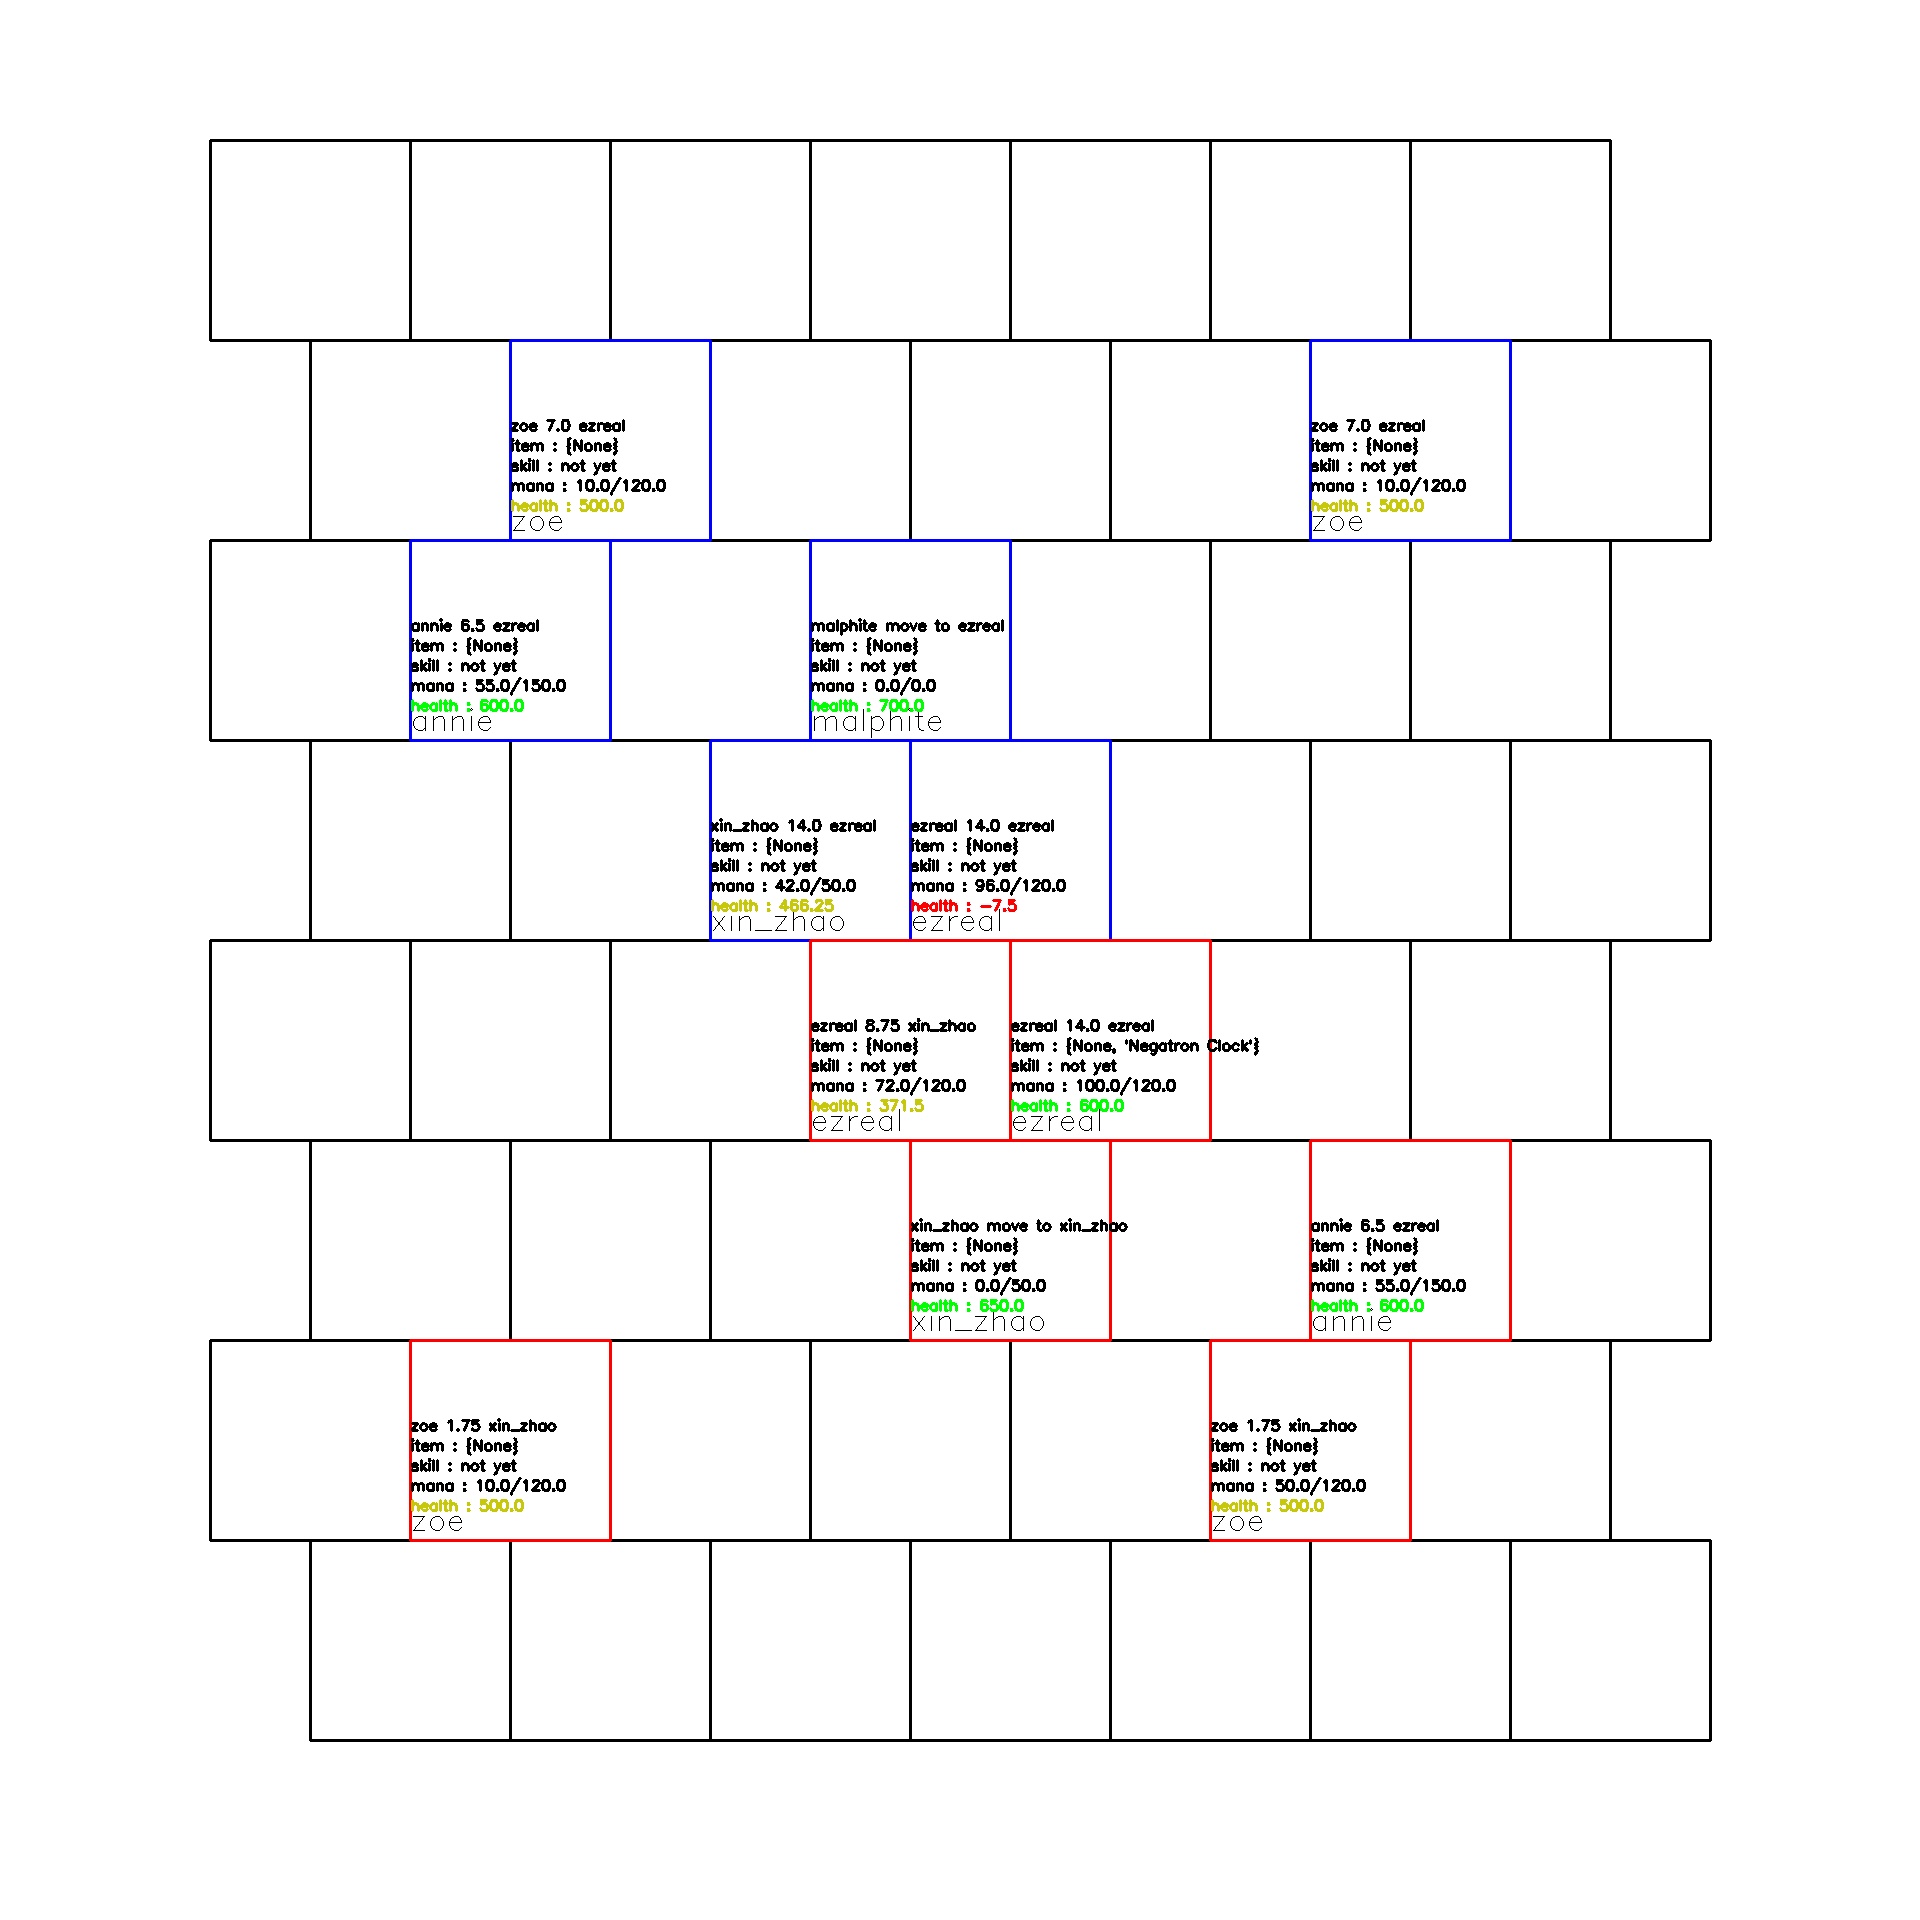 zoe 7.0 ezreal
item : {None}
skill : not yet
mana : 10.0/120.0
health : 500.0
zoe
zoe 7.0 ezreal
item : {None}
skill : not yet
mana : 10.0/120.0
health : 500.0
zoe
annie 6.5 ezreal
item : {None}
skill : not yet
mana : 55.0/150.0
health : 600.0
annie
malphite move to ezreal
item : {None}
skill : not yet
mana : 0.0/0.0
health : 700.0
malphite
xin_zhao 14.0 ezreal
item : {None}
skill : not yet
mana : 42.0/50.0
health : 466.25
xin_zhao
ezreal 14.0 ezreal
item : {None}
skill : not yet
mana : 96.0/120.0
health : -7.5
ezreal
ezreal 8.75 xin_zhao
item : {None}
skill : not yet
mana : 72.0/120.0
health : 371.5
ezreal
ezreal 14.0 ezreal
item : {None, 'Negatron Clock'}
skill : not yet
mana : 100.0/120.0
health : 600.0
ezreal
xin_zhao move to xin_zhao
item : {None}
skill : not yet
mana : 0.0/50.0
health : 650.0
xin_zhao
annie 6.5 ezreal
item : {None}
skill : not yet
mana : 55.0/150.0
health : 600.0
annie
zoe 1.75 xin_zhao
item : {None}
skill : not yet
mana : 10.0/120.0
health : 500.0
zoe
zoe 1.75 xin_zhao
item : {None}
skill : not yet
mana : 50.0/120.0
health : 500.0
zoe